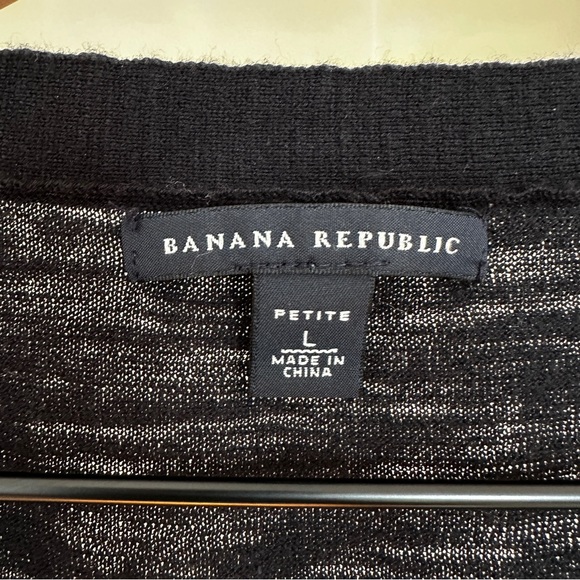 BANANA REPUBLIC
PETITE
L
MADE IN
CHINA